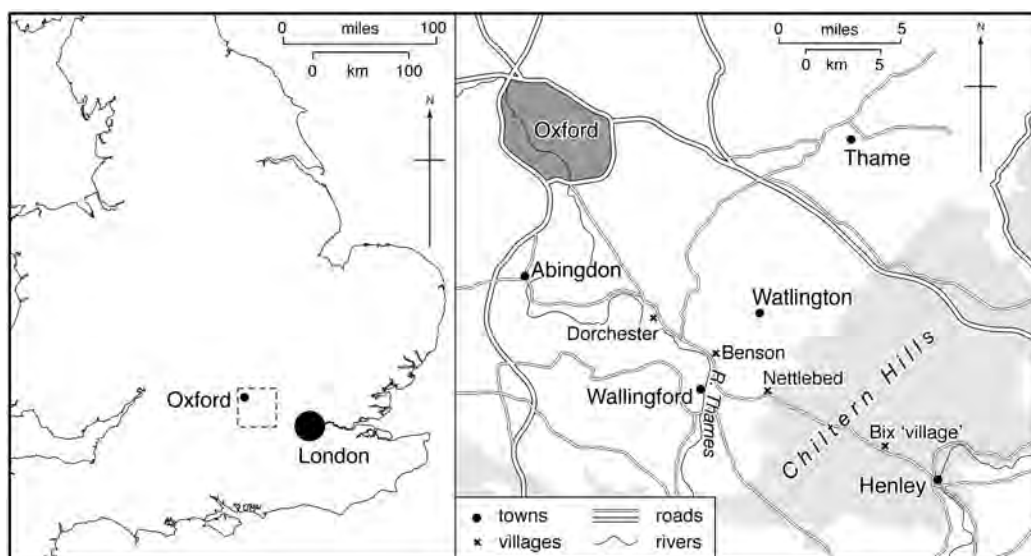 0 100
miles
0 100
km
N
Oxford
London
0 5
miles
0 5
km
N
Oxford
Thame
Abingdon
Watlington
Dorchester
Benson
Nettlebed
Wallingford
R. Thames
Chiltern Hills
Bix ‘village’
Henley
towns
roads
villages
rivers